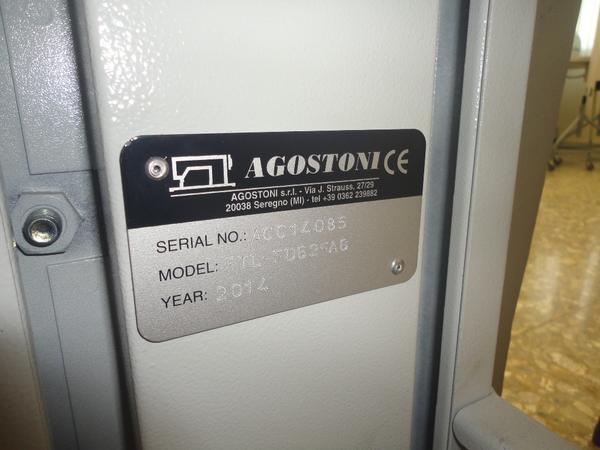 AGOSTONI CE
AGOSTONI s.r.l. - Via J. Strauss, 27/29
20038 Seregno (MI) - tel +39 0362 239882
SERIAL NO.: ACC14085
MODEL:
YEAR: 2014